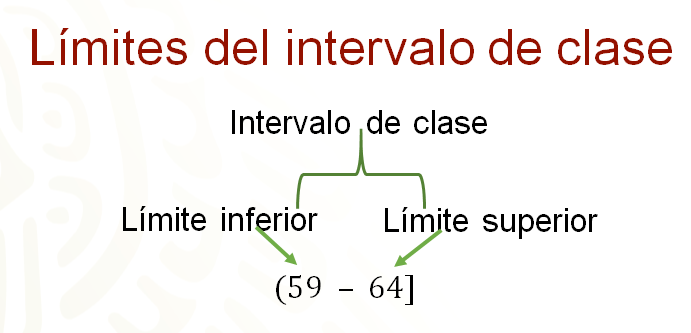 Límites del intervalo de clase
Intervalo de clase
Límite inferior Límite superior
(59 – 64]